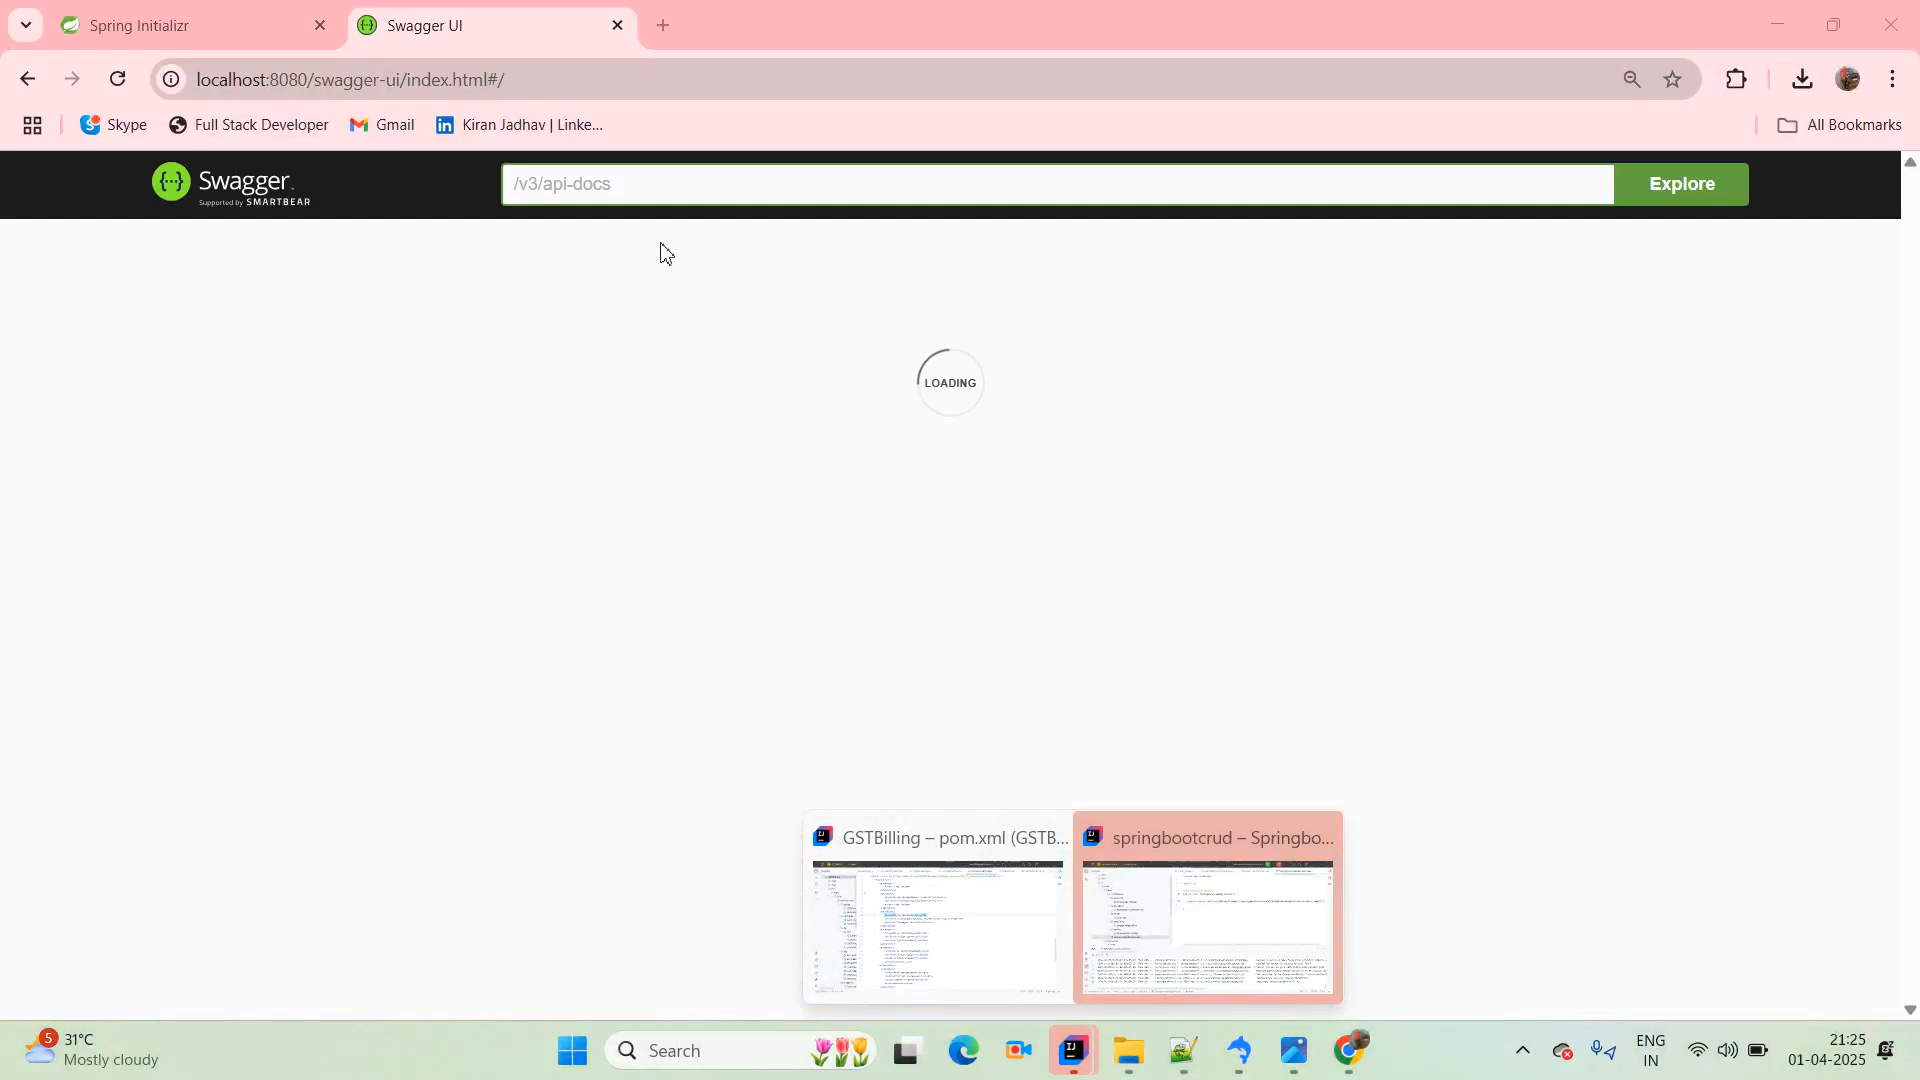 Spring Initializr
Swagger UI
localhost:8080/swagger-ui/index.html#/
Skype
Full Stack Developer
Gmail
Kiran Jadhav | Linke...
All Bookmarks
Swagger
Supported by SMARTBEAR
/v3/api-docs
Explore
LOADING
GSTBilling – pom.xml (GSTB...
springbootcrud – Springbo...
5
31°C
Mostly cloudy
Search
ENG
IN
21:25
01-04-2025